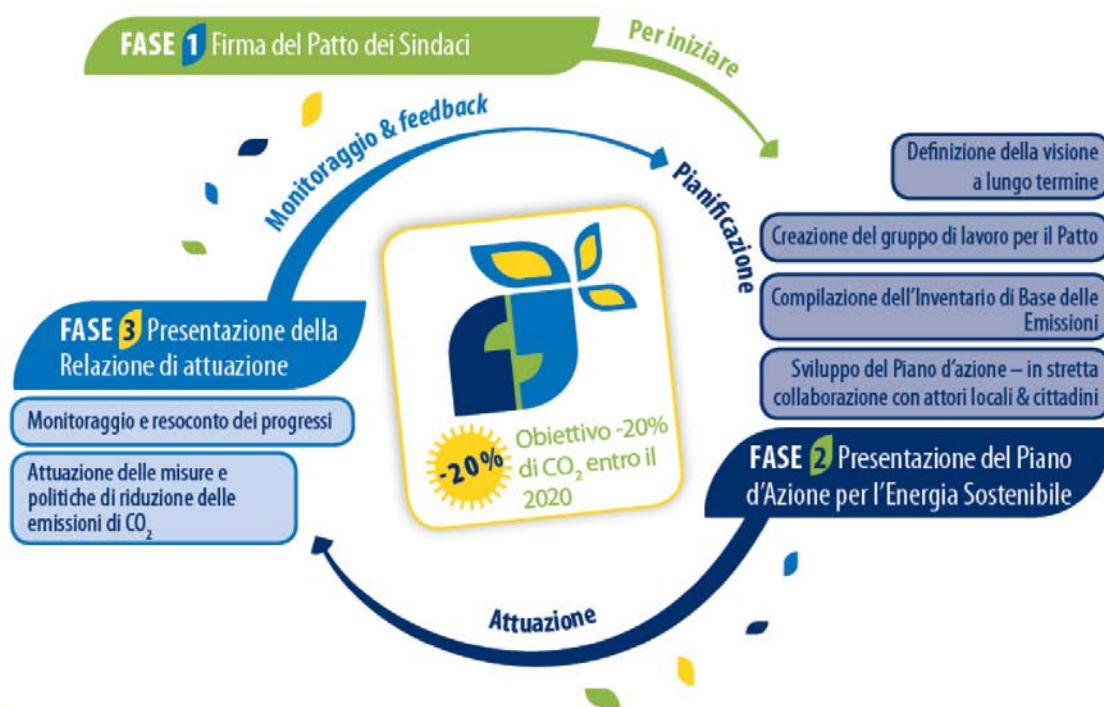 FASE 1 Firma del Patto dei Sindaci
Per iniziare
Monitoraggio & feedback
Pianificazione
Definizione della visione
a lungo termine
Creazione del gruppo di lavoro per il Patto
Compilazione dell'Inventario di Base delle
Emissioni
Sviluppo del Piano d'azione – in stretta
collaborazione con attori locali & cittadini
FASE 2 Presentazione del Piano
d'Azione per l'Energia Sostenibile
Attuazione
FASE 3 Presentazione della
Relazione di attuazione
Monitoraggio e resoconto dei progressi
Attuazione delle misure e
politiche di riduzione delle
emissioni di CO₂
-20%
Obiettivo -20%
di CO₂ entro il
2020